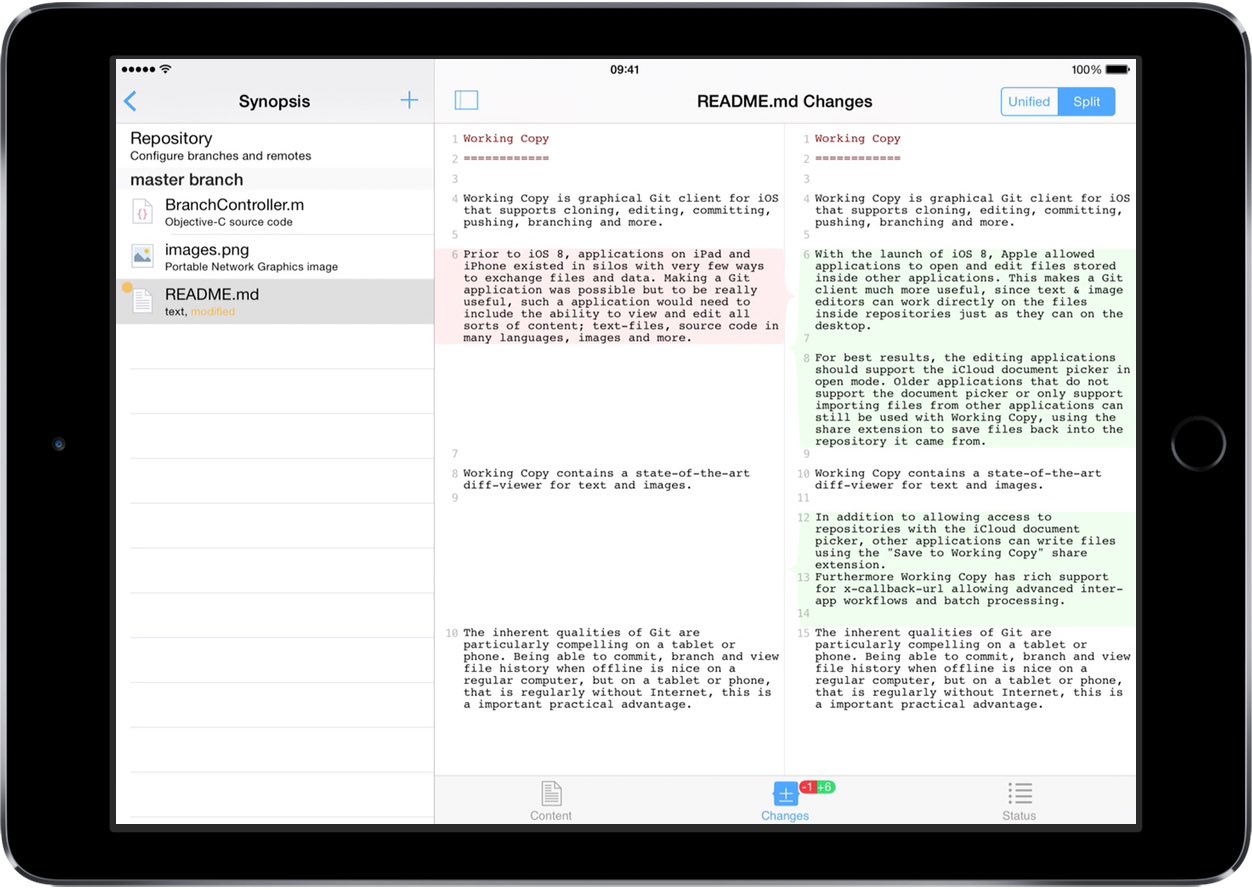 09:41
100%
Synopsis
+
README.md Changes
Unified
Split
Repository
Configure branches and remotes
master branch
{}
BranchController.m
Objective-C source code
images.png
Portable Network Graphics image
README.md
text, modified
1 Working Copy
2 ============
3
4 Working Copy is graphical Git client for iOS
that supports cloning, editing, committing,
pushing, branching and more.
5
6 Prior to iOS 8, applications on iPad and
iPhone existed in silos with very few ways
to exchange files and data. Making a Git
application was possible but to be really
useful, such a application would need to
include the ability to view and edit all
sorts of content; text-files, source code in
many languages, images and more.
7
8 Working Copy contains a state-of-the-art
diff-viewer for text and images.
9
10 The inherent qualities of Git are
particularly compelling on a tablet or
phone. Being able to commit, branch and view
file history when offline is nice on a
regular computer, but on a tablet or phone,
that is regularly without Internet, this is
a important practical advantage.
1 Working Copy
2 ============
3
4 Working Copy is graphical Git client for iOS
that supports cloning, editing, committing,
pushing, branching and more.
5
6 With the launch of iOS 8, Apple allowed
applications to open and edit files stored
inside other applications. This makes a Git
client much more useful, since text & image
editors can work directly on the files
inside repositories just as they can on the
desktop.
7
8 For best results, the editing applications
should support the iCloud document picker in
open mode. Older applications that do not
support the document picker or only support
importing files from other applications can
still be used with Working Copy, using the
share extension to save files back into the
repository it came from.
9
10 Working Copy contains a state-of-the-art
diff-viewer for text and images.
11
12 In addition to allowing access to
repositories with the iCloud document
picker, other applications can write files
using the "Save to Working Copy" share
extension.
13 Furthermore Working Copy has rich support
for x-callback-url allowing advanced inter-
app workflows and batch processing.
14
15 The inherent qualities of Git are
particularly compelling on a tablet or
phone. Being able to commit, branch and view
file history when offline is nice on a
regular computer, but on a tablet or phone,
that is regularly without Internet, this is
a important practical advantage.
Content
-1 +6
Changes
Status